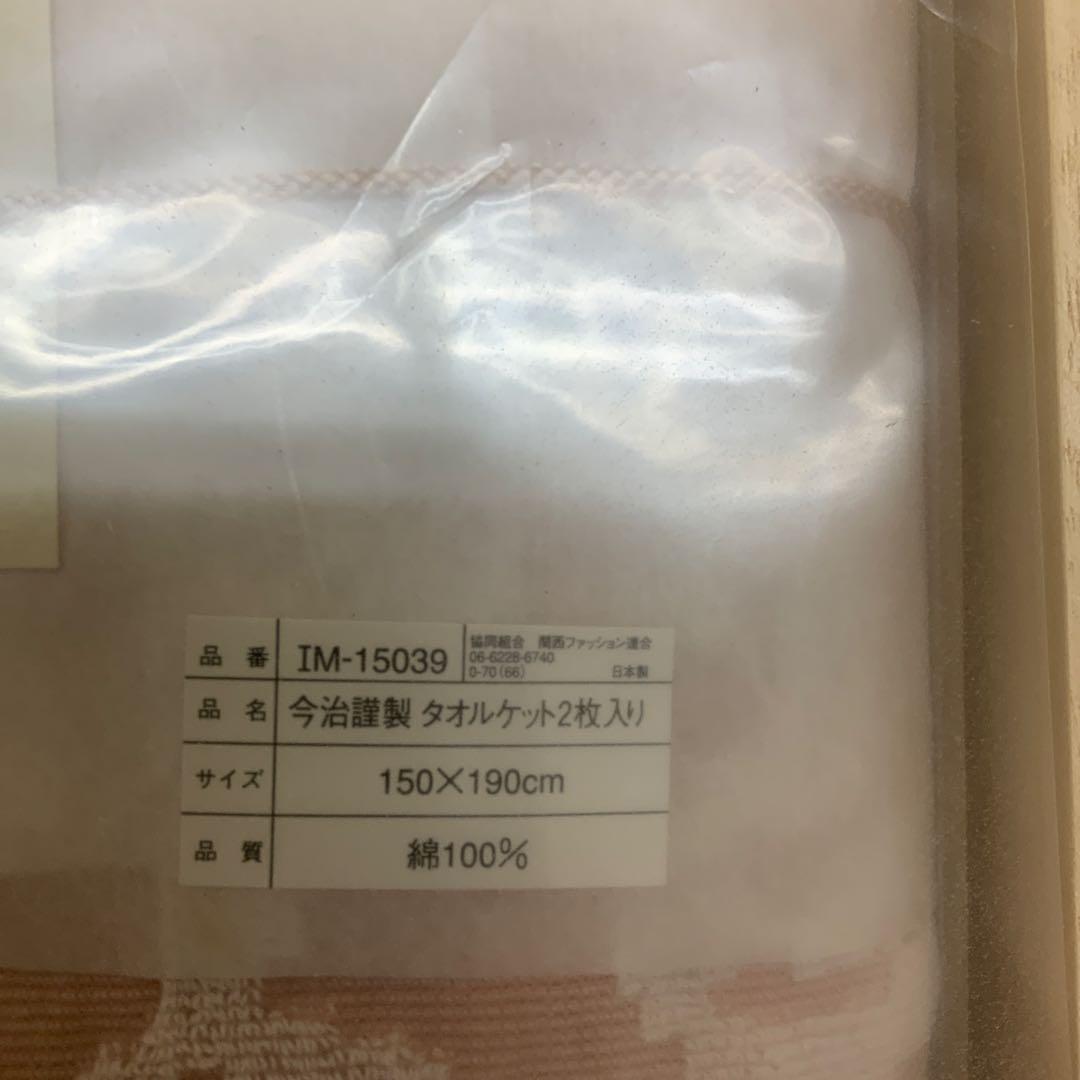 品 番 IM-15039
協同組合 関西ファッション連合
06-6228-6740
0-70(66) 日本製
品 名 今治謹製 タオルケット2枚入り
サイズ 150×190cm
品 質 綿100%